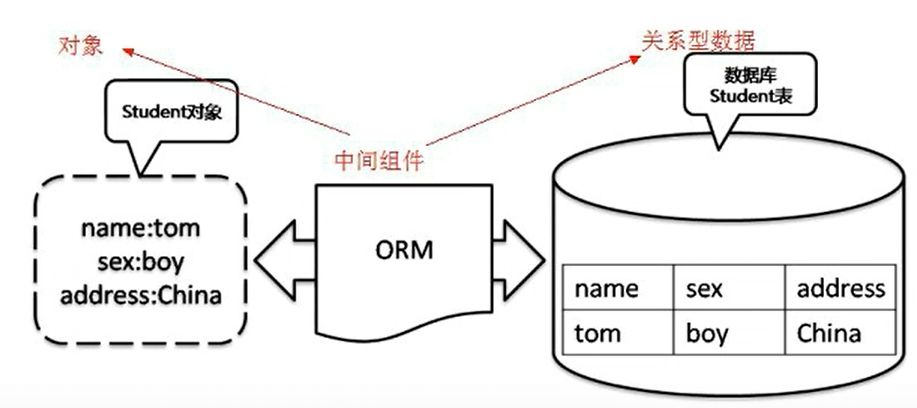 对象
关系型数据
Student对象
数据库
Student表
中间组件
name:tom
sex:boy
address:China
ORM
name sex address
tom boy China